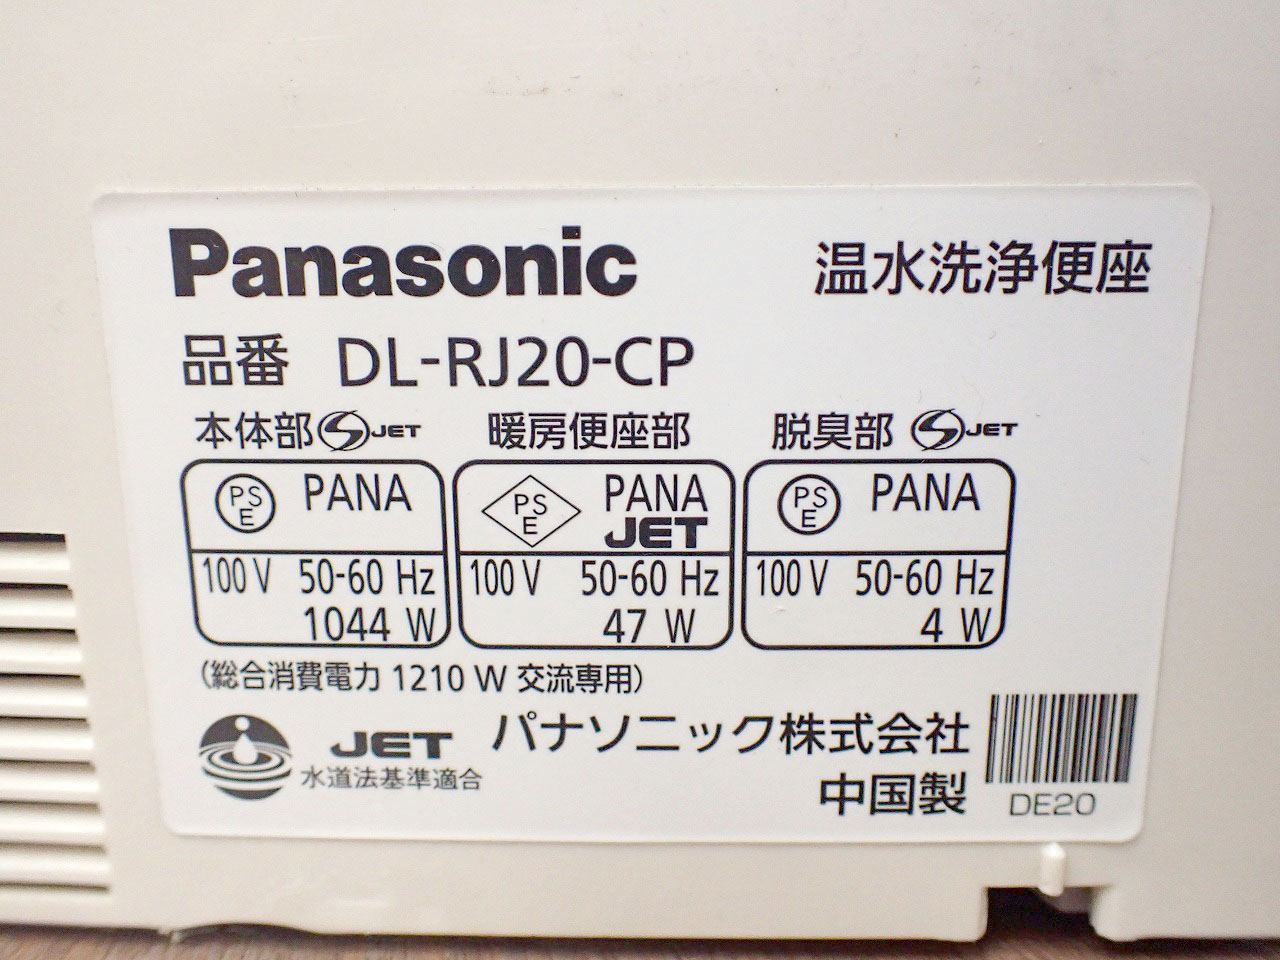 Panasonic 温水洗浄便座
品番 DL-RJ20-CP
本体部 S JET 暖房便座部 脱臭部 S JET
PS E PANA PS E PANA JET PS E PANA
100 V 50-60 Hz 100 V 50-60 Hz 100 V 50-60 Hz
1044 W 47 W 4 W
(総合消費電力 1210 W 交流専用)
JET パナソニック株式会社
水道法基準適合 中国製 DE20